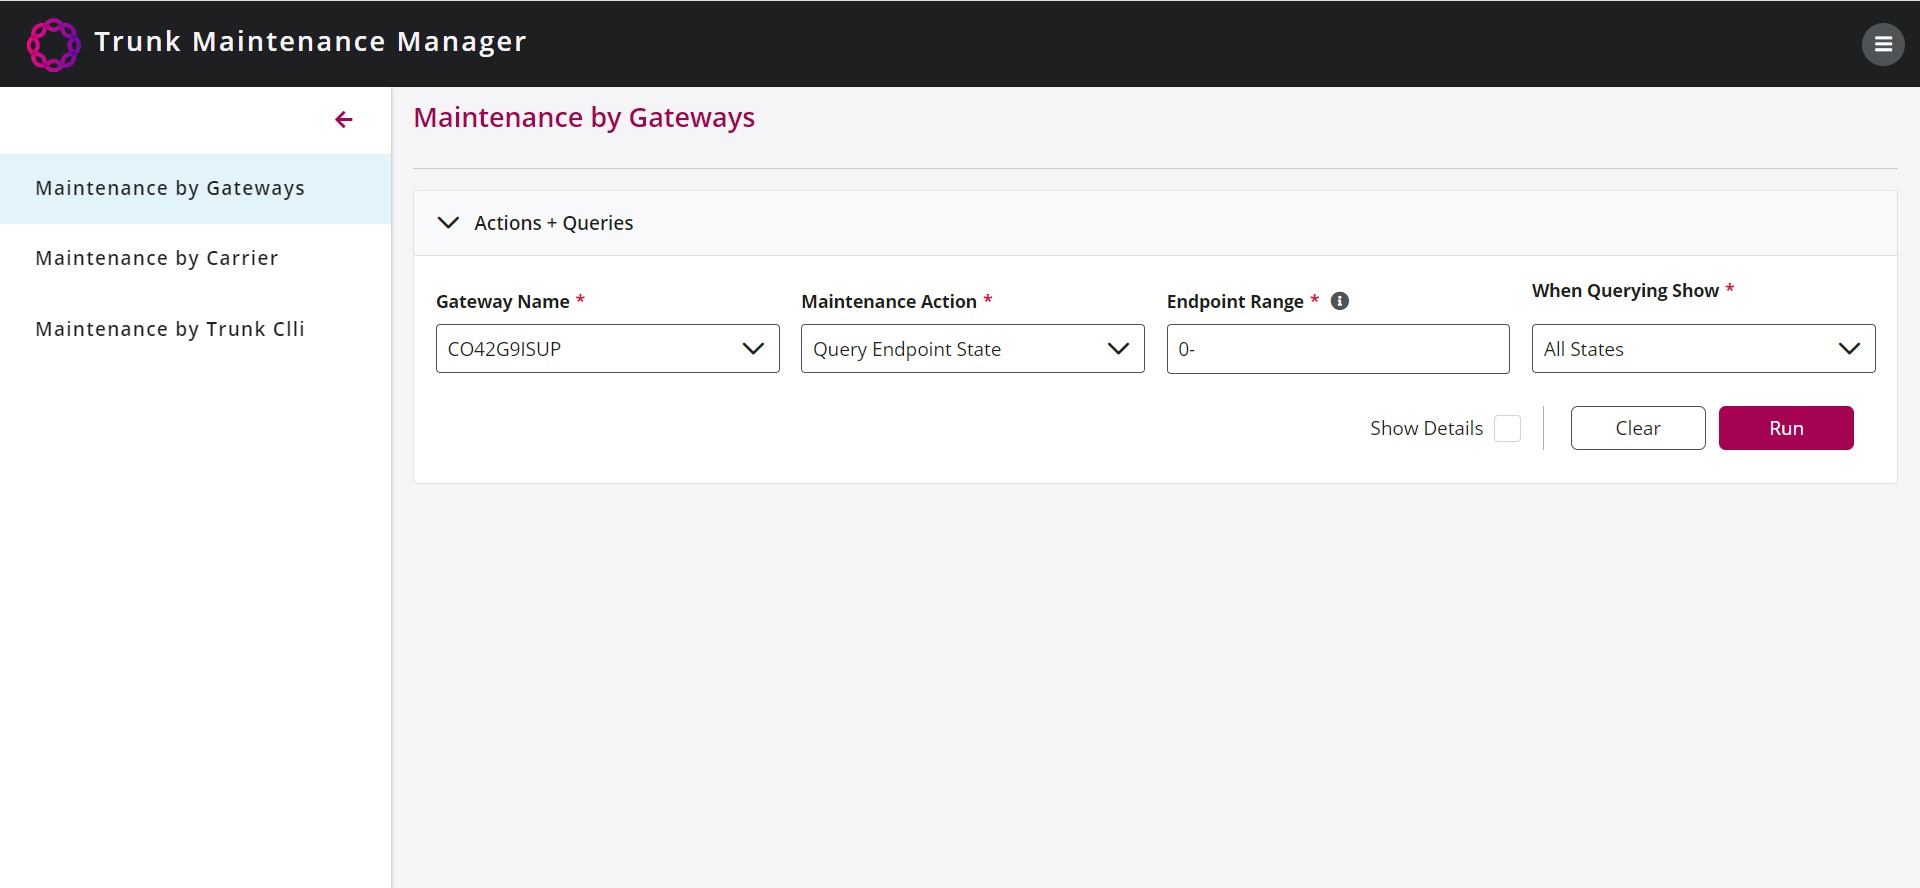 Trunk Maintenance Manager
Maintenance by Gateways
Maintenance by Carrier
Maintenance by Trunk Clli
Maintenance by Gateways
Actions + Queries
Gateway Name *
CO42G9ISUP
Maintenance Action *
Query Endpoint State
Endpoint Range *
0-
When Querying Show *
All States
Show Details
Clear
Run